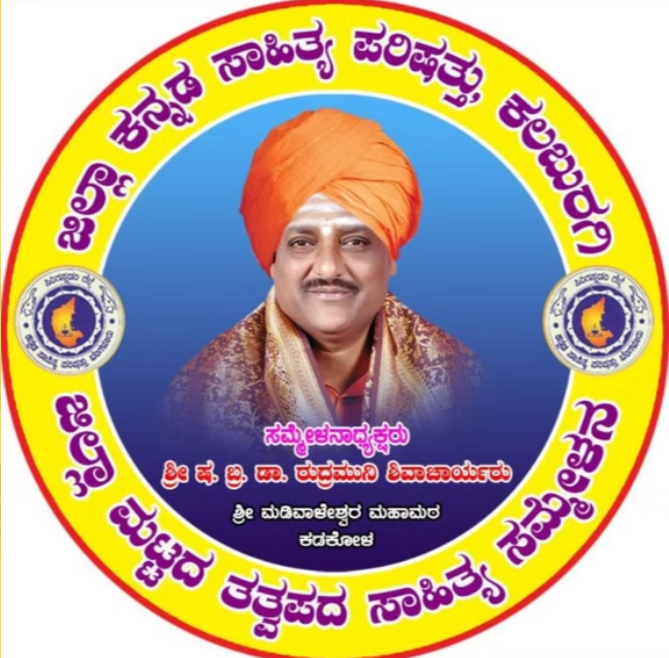 ಜಿಲ್ಲಾ ಕನ್ನಡ ಸಾಹಿತ್ಯ ಪರಿಷತ್ತು, ಕಲಬುರಗಿ
ಸಮ್ಮೇಳನಾಧ್ಯಕ್ಷರು
ಶ್ರೀ ಷ. ಬ್ರ. ಡಾ. ರುದ್ರಮುನಿ ಶಿವಾಚಾರ್ಯರು
ಶ್ರೀ ಮಡಿವಾಳೇಶ್ವರ ಮಹಾಮಠ
ಕಡಕೋಳ
ಜಿಲ್ಲಾ ಮಟ್ಟದ ತತ್ವಪದ ಸಾಹಿತ್ಯ ಸಮ್ಮೇಳನ